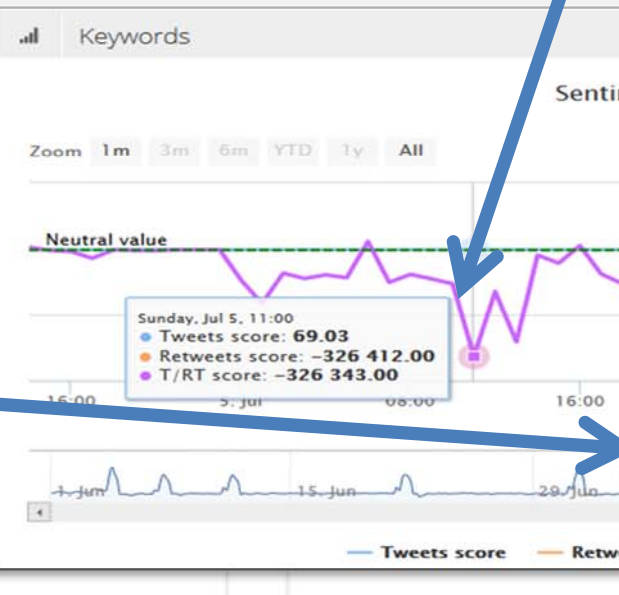 Keywords
Senti
Zoom 1m 3m 6m YTD 1y All
Neutral value
Sunday, Jul 5, 11:00
Tweets score: 69.03
Retweets score: −326 412.00
T/RT score: −326 343.00
16:00 5. Jul 08:00 16:00
1. Jun 15. Jun 29. Jun
Tweets score Retw